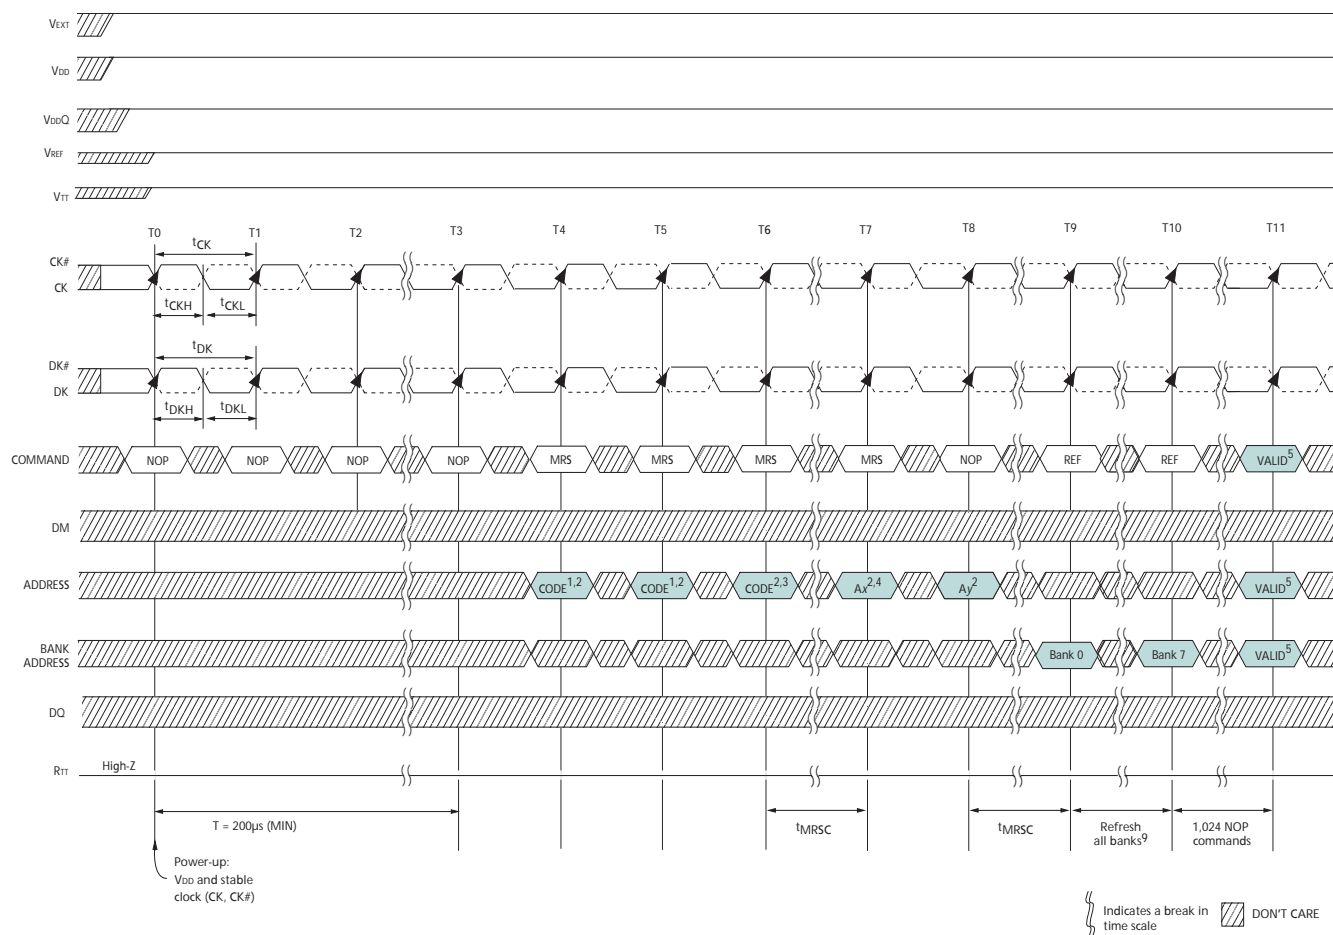 VEXT
VDD
VDDQ
VREF
VTT
T0 T1 T2 T3 T4 T5 T6 T7 T8 T9 T10 T11
tCK
CK#
CK
tCKH tCKL
tDK
DK#
DK
tDKH tDKL
COMMAND NOP NOP NOP NOP MRS MRS MRS MRS NOP REF REF VALID5
DM
ADDRESS CODE1,2 CODE1,2 CODE2,3 Ax2,4 Ay2 VALID5
BANK
ADDRESS Bank 0 Bank 7 VALID5
DQ
RTT High-Z
T = 200µs (MIN)
tMRSC
tMRSC
Refresh
all banks9
1,024 NOP
commands
Power-up:
VDD and stable
clock (CK, CK#)
Indicates a break in
time scale
DON'T CARE